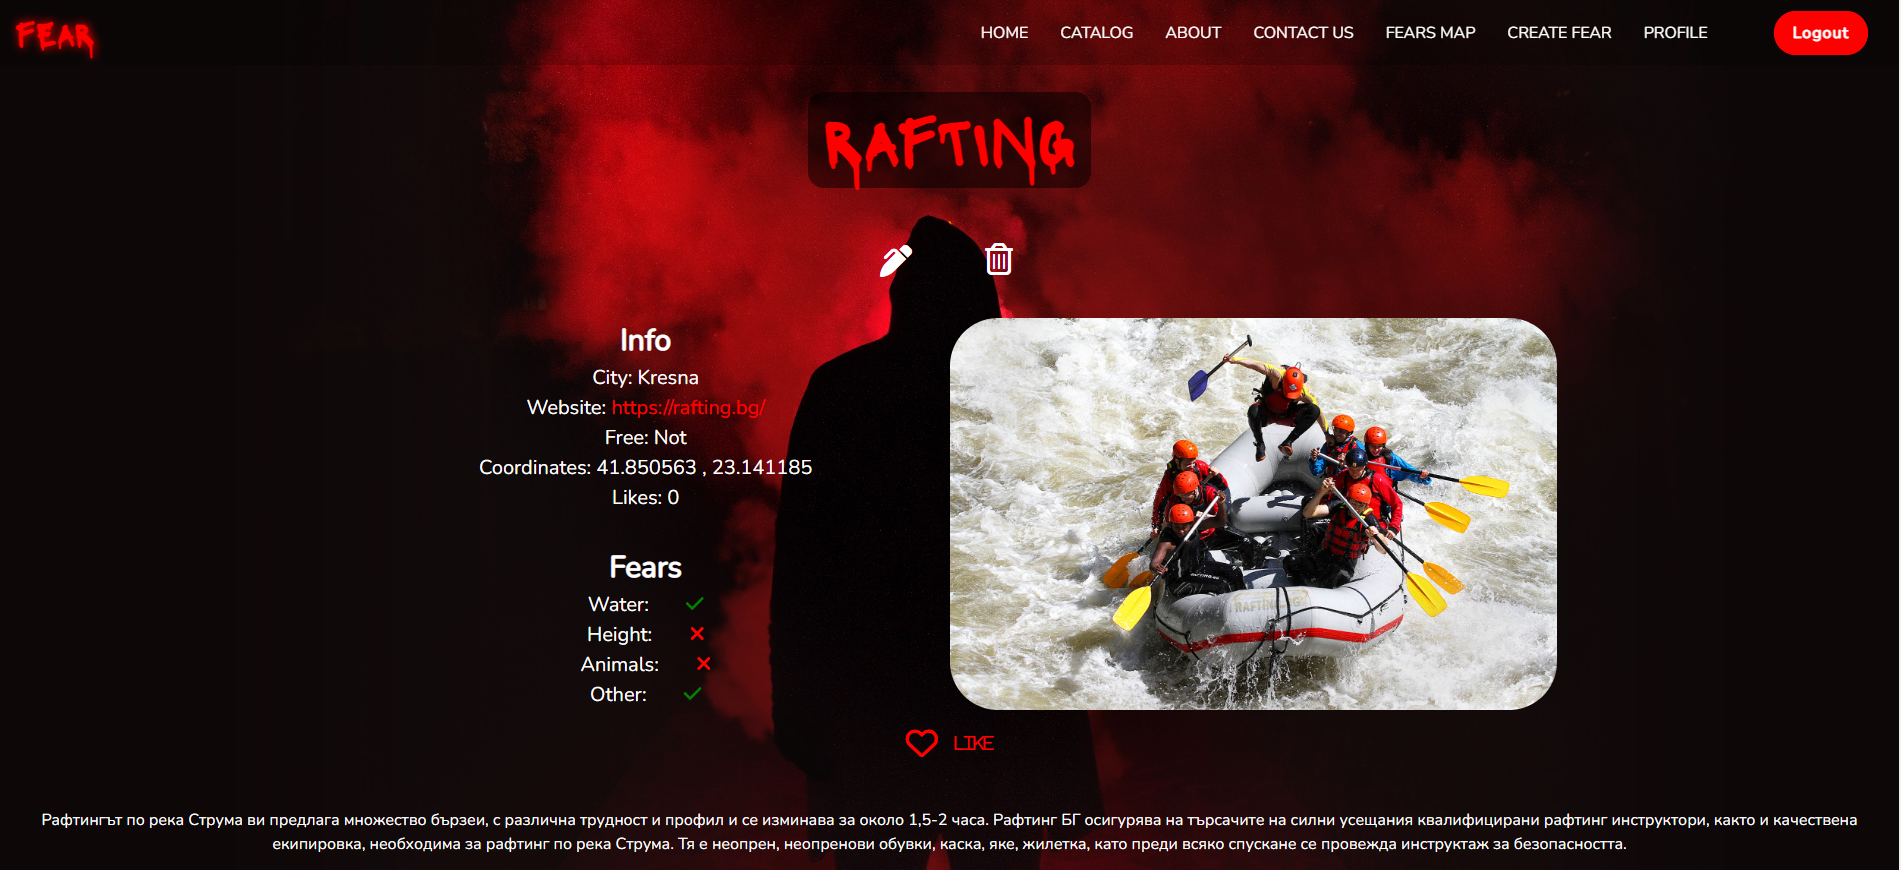 FEAR
HOME CATALOG ABOUT CONTACT US FEARS MAP CREATE FEAR PROFILE Logout
RAFTING
Info
City: Kresna
Website: https://rafting.bg/
Free: Not
Coordinates: 41.850563 , 23.141185
Likes: 0
Fears
Water:
Height:
Animals:
Other:
LIKE
Рафтингът по река Струма ви предлага множество бързеи, с различна трудност и профил и се изминава за около 1,5-2 часа. Рафтинг БГ осигурява на търсачите на силни усещания квалифицирани рафтинг инструктори, както и качествена
екипировка, необходима за рафтинг по река Струма. Тя е неопрен, неопренови обувки, каска, яке, жилетка, като преди всяко спускане се провежда инструктаж за безопасността.